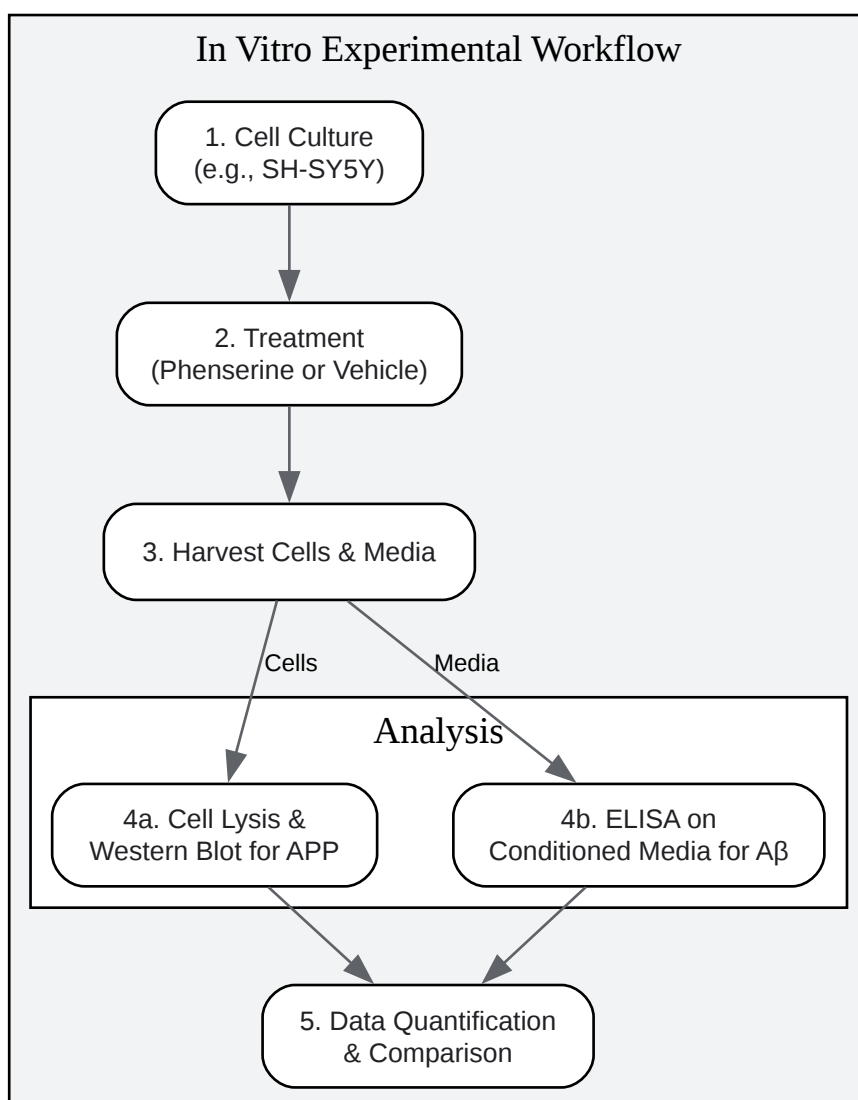 In Vitro Experimental Workflow
1. Cell Culture
(e.g., SH-SY5Y)
2. Treatment
(Phenserine or Vehicle)
3. Harvest Cells & Media
Cells
Media
Analysis
4a. Cell Lysis &
Western Blot for APP
4b. ELISA on
Conditioned Media for Aβ
5. Data Quantification
& Comparison